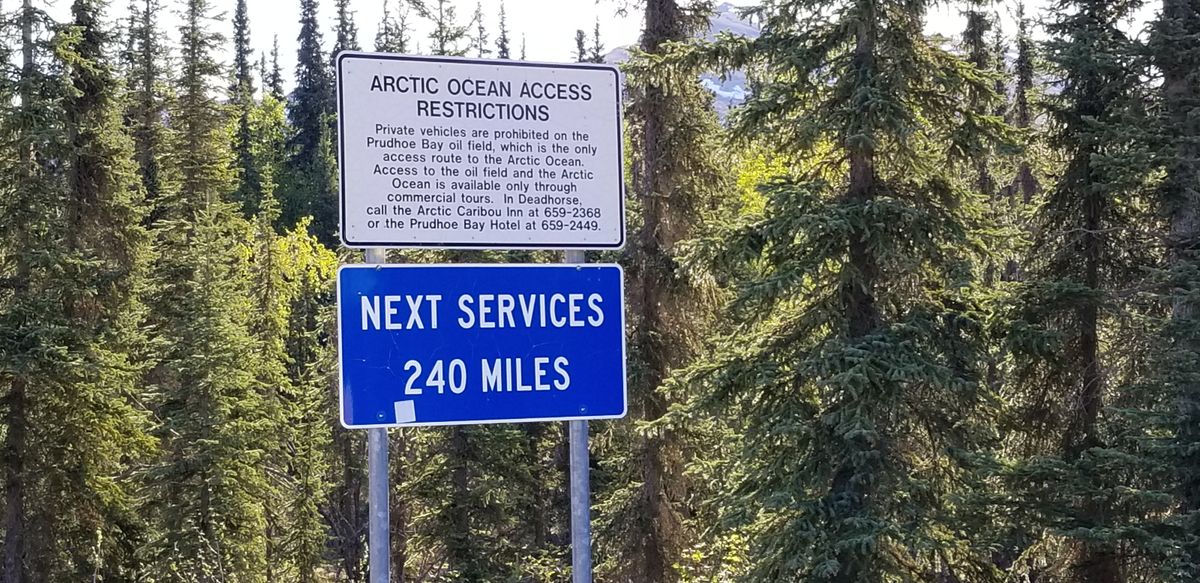 ARCTIC OCEAN ACCESS
RESTRICTIONS
Private vehicles are prohibited on the
Prudhoe Bay oil field, which is the only
access route to the Arctic Ocean.
Access to the oil field and the Arctic
Ocean is available only through
commercial tours. In Deadhorse,
call the Arctic Caribou Inn at 659-2368
or the Prudhoe Bay Hotel at 659-2449.
NEXT SERVICES
240 MILES